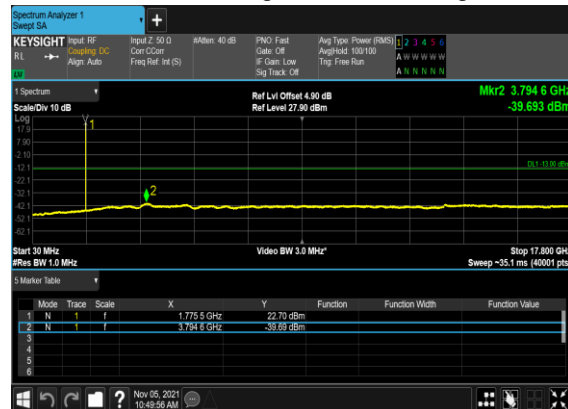 Spectrum Analyzer 1
Swept SA
+
KEYSIGHT Input: RF Input Z: 50 Ω #Atten: 40 dB PNO: Fast Avg Type: Power (RMS) 1 2 3 4 5 6
RL Coupling: DC Corr CCorr Gate: Off Avg|Hold: 100/100 A W W W W W
Align: Auto Freq Ref: Int (S) IF Gain: Low Trig: Free Run
LXI Sig Track: Off A N N N N N
1 Spectrum Ref Lvl Offset 4.90 dB Mkr2 3.794 6 GHz
Scale/Div 10 dB Ref Level 27.90 dBm -39.693 dBm
Log
17.9
1
7.90
-2.10
-12.1
DL1 -13.00 dBm
-22.1
-32.1
2
-42.1
-52.1
-62.1
Start 30 MHz Video BW 3.0 MHz* Stop 17.800 GHz
#Res BW 1.0 MHz Sweep ~35.1 ms (40001 pts)
5 Marker Table
Mode Trace Scale X Y Function Function Width Function Value
1 N 1 f 1.775 5 GHz 22.70 dBm
2 N 1 f 3.794 6 GHz -39.69 dBm
3
4
5
6
? Nov 05, 2021
10:49:56 AM